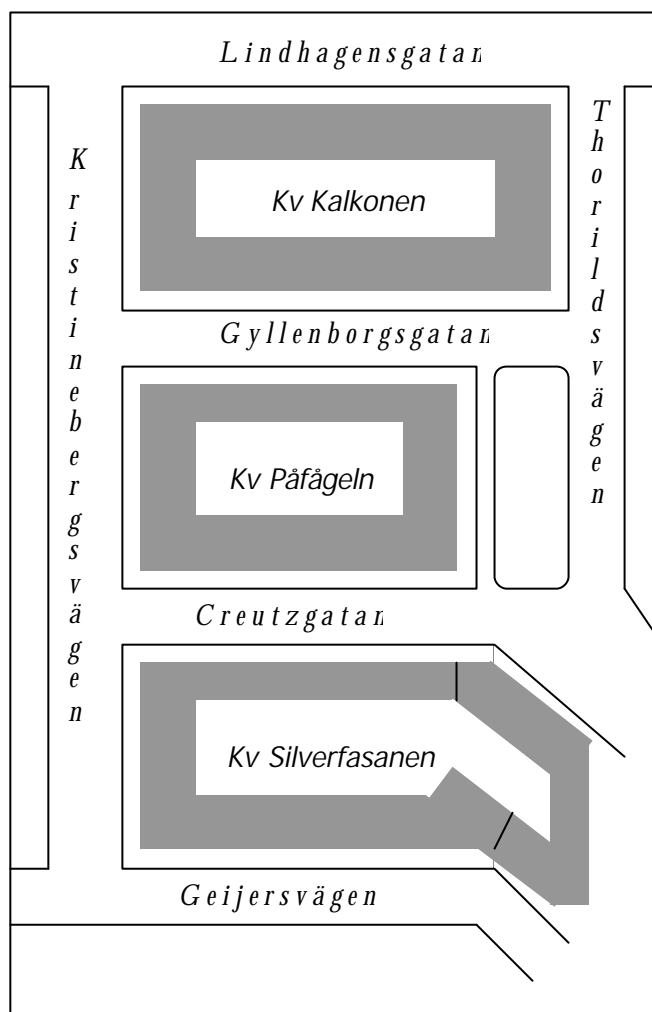 Lindhagensgatan
Kristinebergsvägen
Thorildsvägen
Kv Kalkonen
Gyllenborgsgatan
Kv Påfågeln
Creutzgatan
Kv Silverfasanen
Geijersvägen